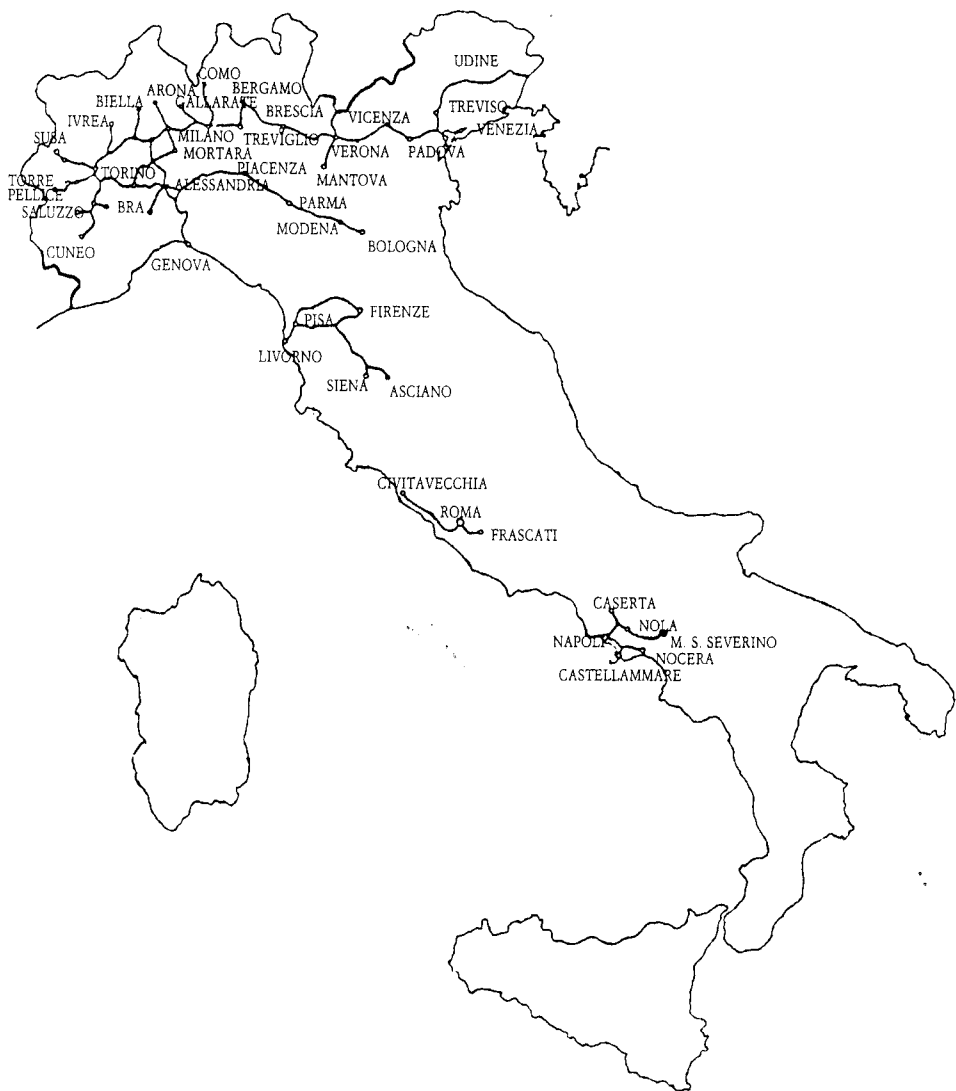 COMO
UDINE
ARONA
BERGAMO
BIELLA
GALLARATE
BRESCIA
VICENZA
TREVISO
IVREA
VENEZIA
SUSA
MILANO
TREVIGLIO
VERONA
PADOVA
MORTARA
TORINO
PIACENZA
MANTOVA
TORRE
PELLICE
ALESSANDRIA
SALUZZO
BRA
PARMA
MODENA
BOLOGNA
CUNEO
GENOVA
PISA
FIRENZE
LIVORNO
SIENA
ASCIANO
CIVITAVECCHIA
ROMA
FRASCATI
CASERTA
NOLA
NAPOLI
M. S. SEVERINO
NOCERA
CASTELLAMMARE